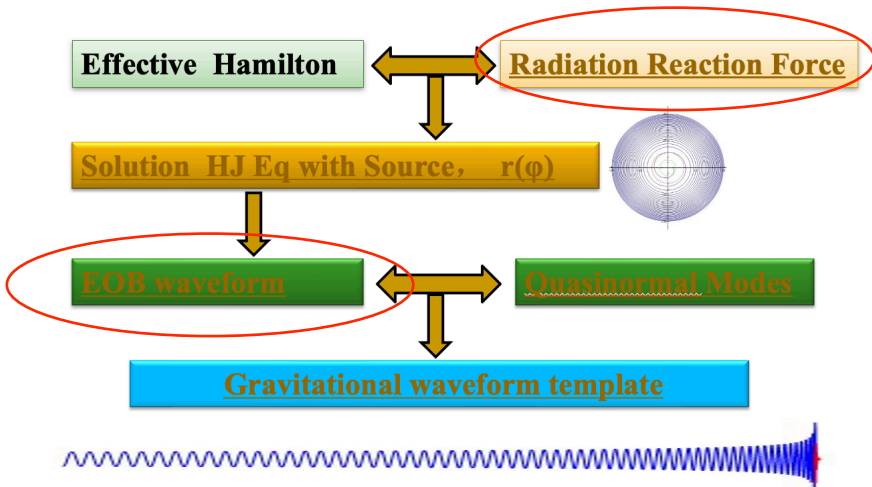 Effective Hamilton
Radiation Reaction Force
Solution HJ Eq with Source， r(φ)
EOB waveform
Quasinormal Modes
Gravitational waveform template